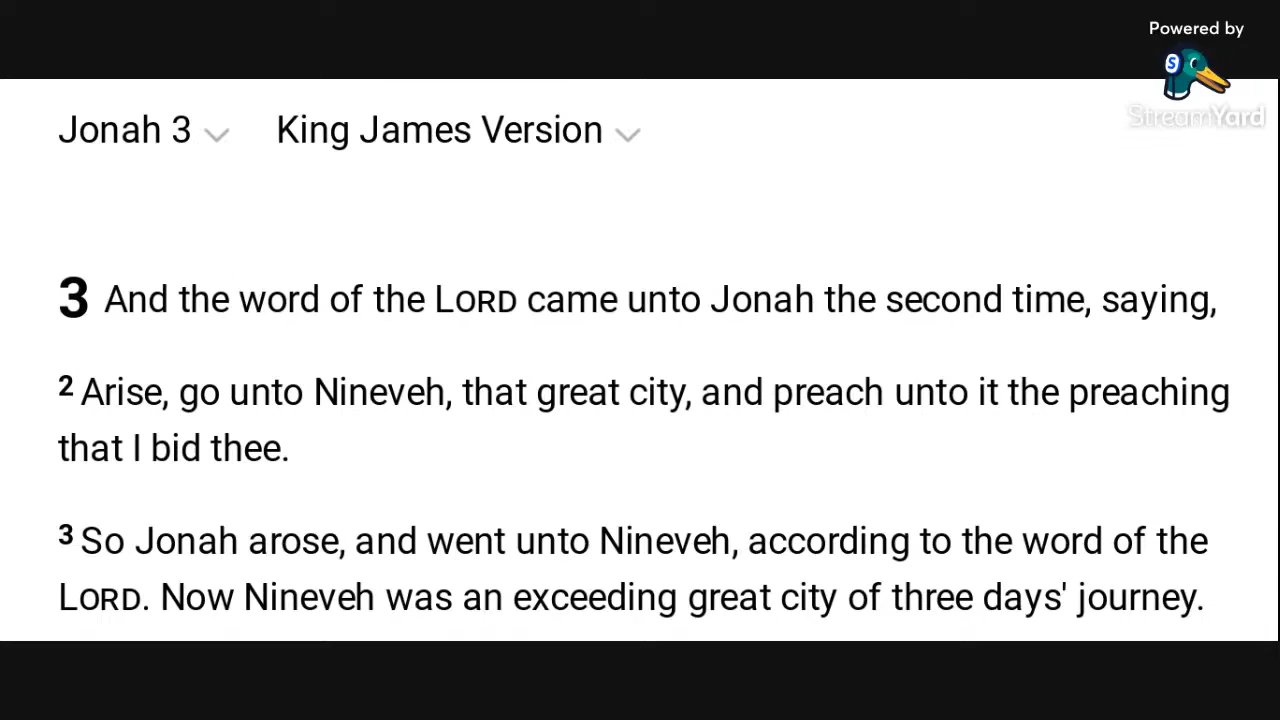 Powered by
S
StreamYard
Jonah 3 King James Version
3 And the word of the LORD came unto Jonah the second time, saying,
2 Arise, go unto Nineveh, that great city, and preach unto it the preaching
that I bid thee.
3 So Jonah arose, and went unto Nineveh, according to the word of the
LORD. Now Nineveh was an exceeding great city of three days' journey.